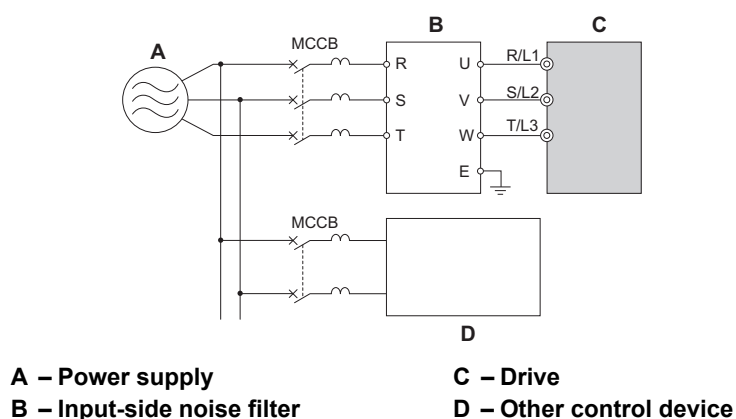 A
B
C
MCCB
R
U
R/L1
S
V
S/L2
T
W
T/L3
E
MCCB
D
A – Power supply
C – Drive
B – Input-side noise filter
D – Other control device